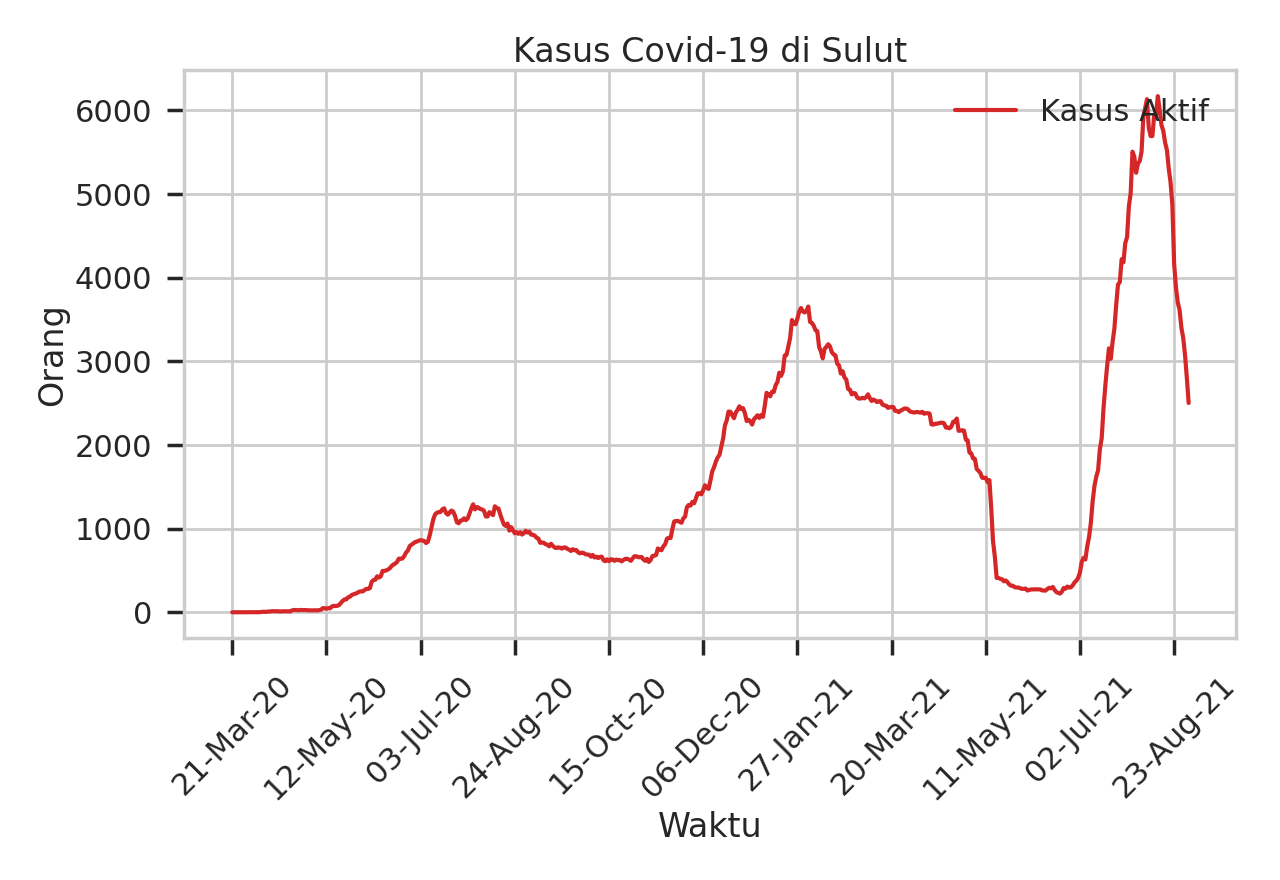 Kasus Covid-19 di Sulut
Kasus Aktif
Orang
6000
5000
4000
3000
2000
1000
0
21-Mar-20
12-May-20
03-Jul-20
24-Aug-20
15-Oct-20
06-Dec-20
27-Jan-21
20-Mar-21
11-May-21
02-Jul-21
23-Aug-21
Waktu